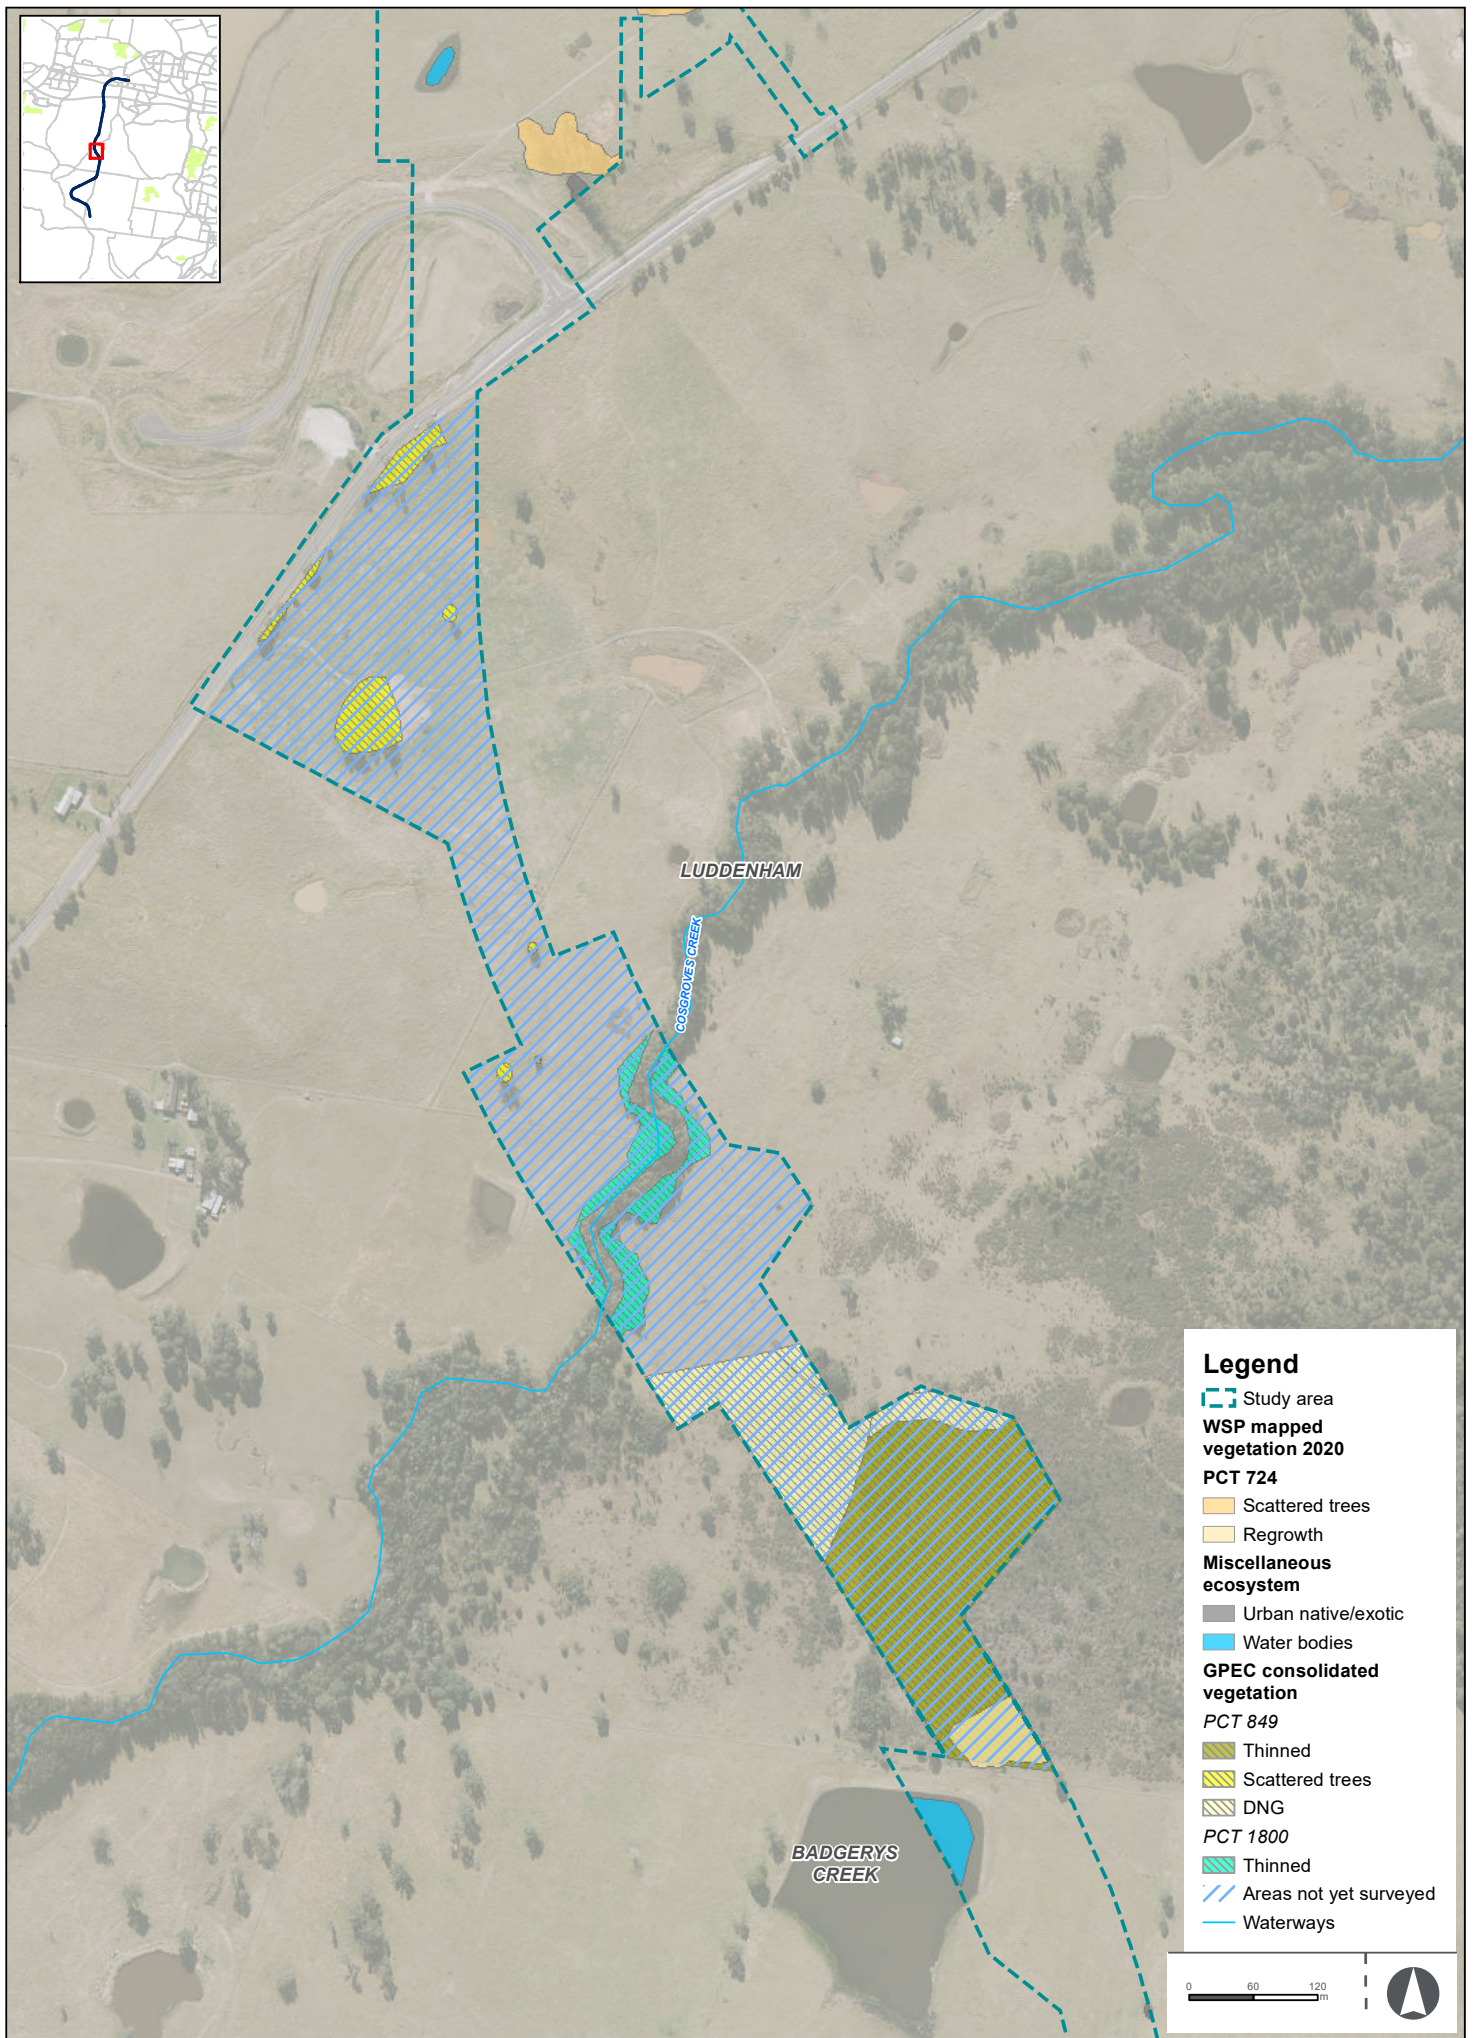 LUDDENHAM
COSGROVES CREEK
BADGERYS
CREEK
Legend
Study area
WSP mapped
vegetation 2020
PCT 724
Scattered trees
Regrowth
Miscellaneous
ecosystem
Urban native/exotic
Water bodies
GPEC consolidated
vegetation
PCT 849
Thinned
Scattered trees
DNG
PCT 1800
Thinned
Areas not yet surveyed
Waterways
0 60 120
m